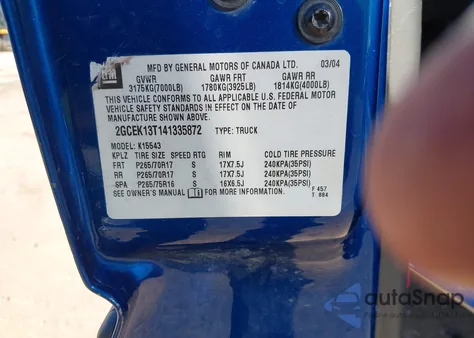 GM
MFD BY GENERAL MOTORS OF CANADA LTD. 03/04
GVWR GAWR FRT GAWR RR
3175KG(7000LB) 1780KG(3925LB) 1814KG(4000LB)
THIS VEHICLE CONFORMS TO ALL APPLICABLE U.S. FEDERAL MOTOR
VEHICLE SAFETY STANDARDS IN EFFECT ON THE DATE OF
MANUFACTURE SHOWN ABOVE.
2GCEK13T141335872 TYPE: TRUCK
MODEL: K15543
KPLZ TIRE SIZE SPEED RTG RIM COLD TIRE PRESSURE
FRT P265/70R17 S 17X7.5J 240KPA(35PSI)
RR P265/70R17 S 17X7.5J 240KPA(35PSI)
SPA P265/75R16 S 16X6.5J 240KPA(35PSI)
SEE OWNER'S MANUAL FOR MORE INFORMATION. F 457
T 884
autoSnap